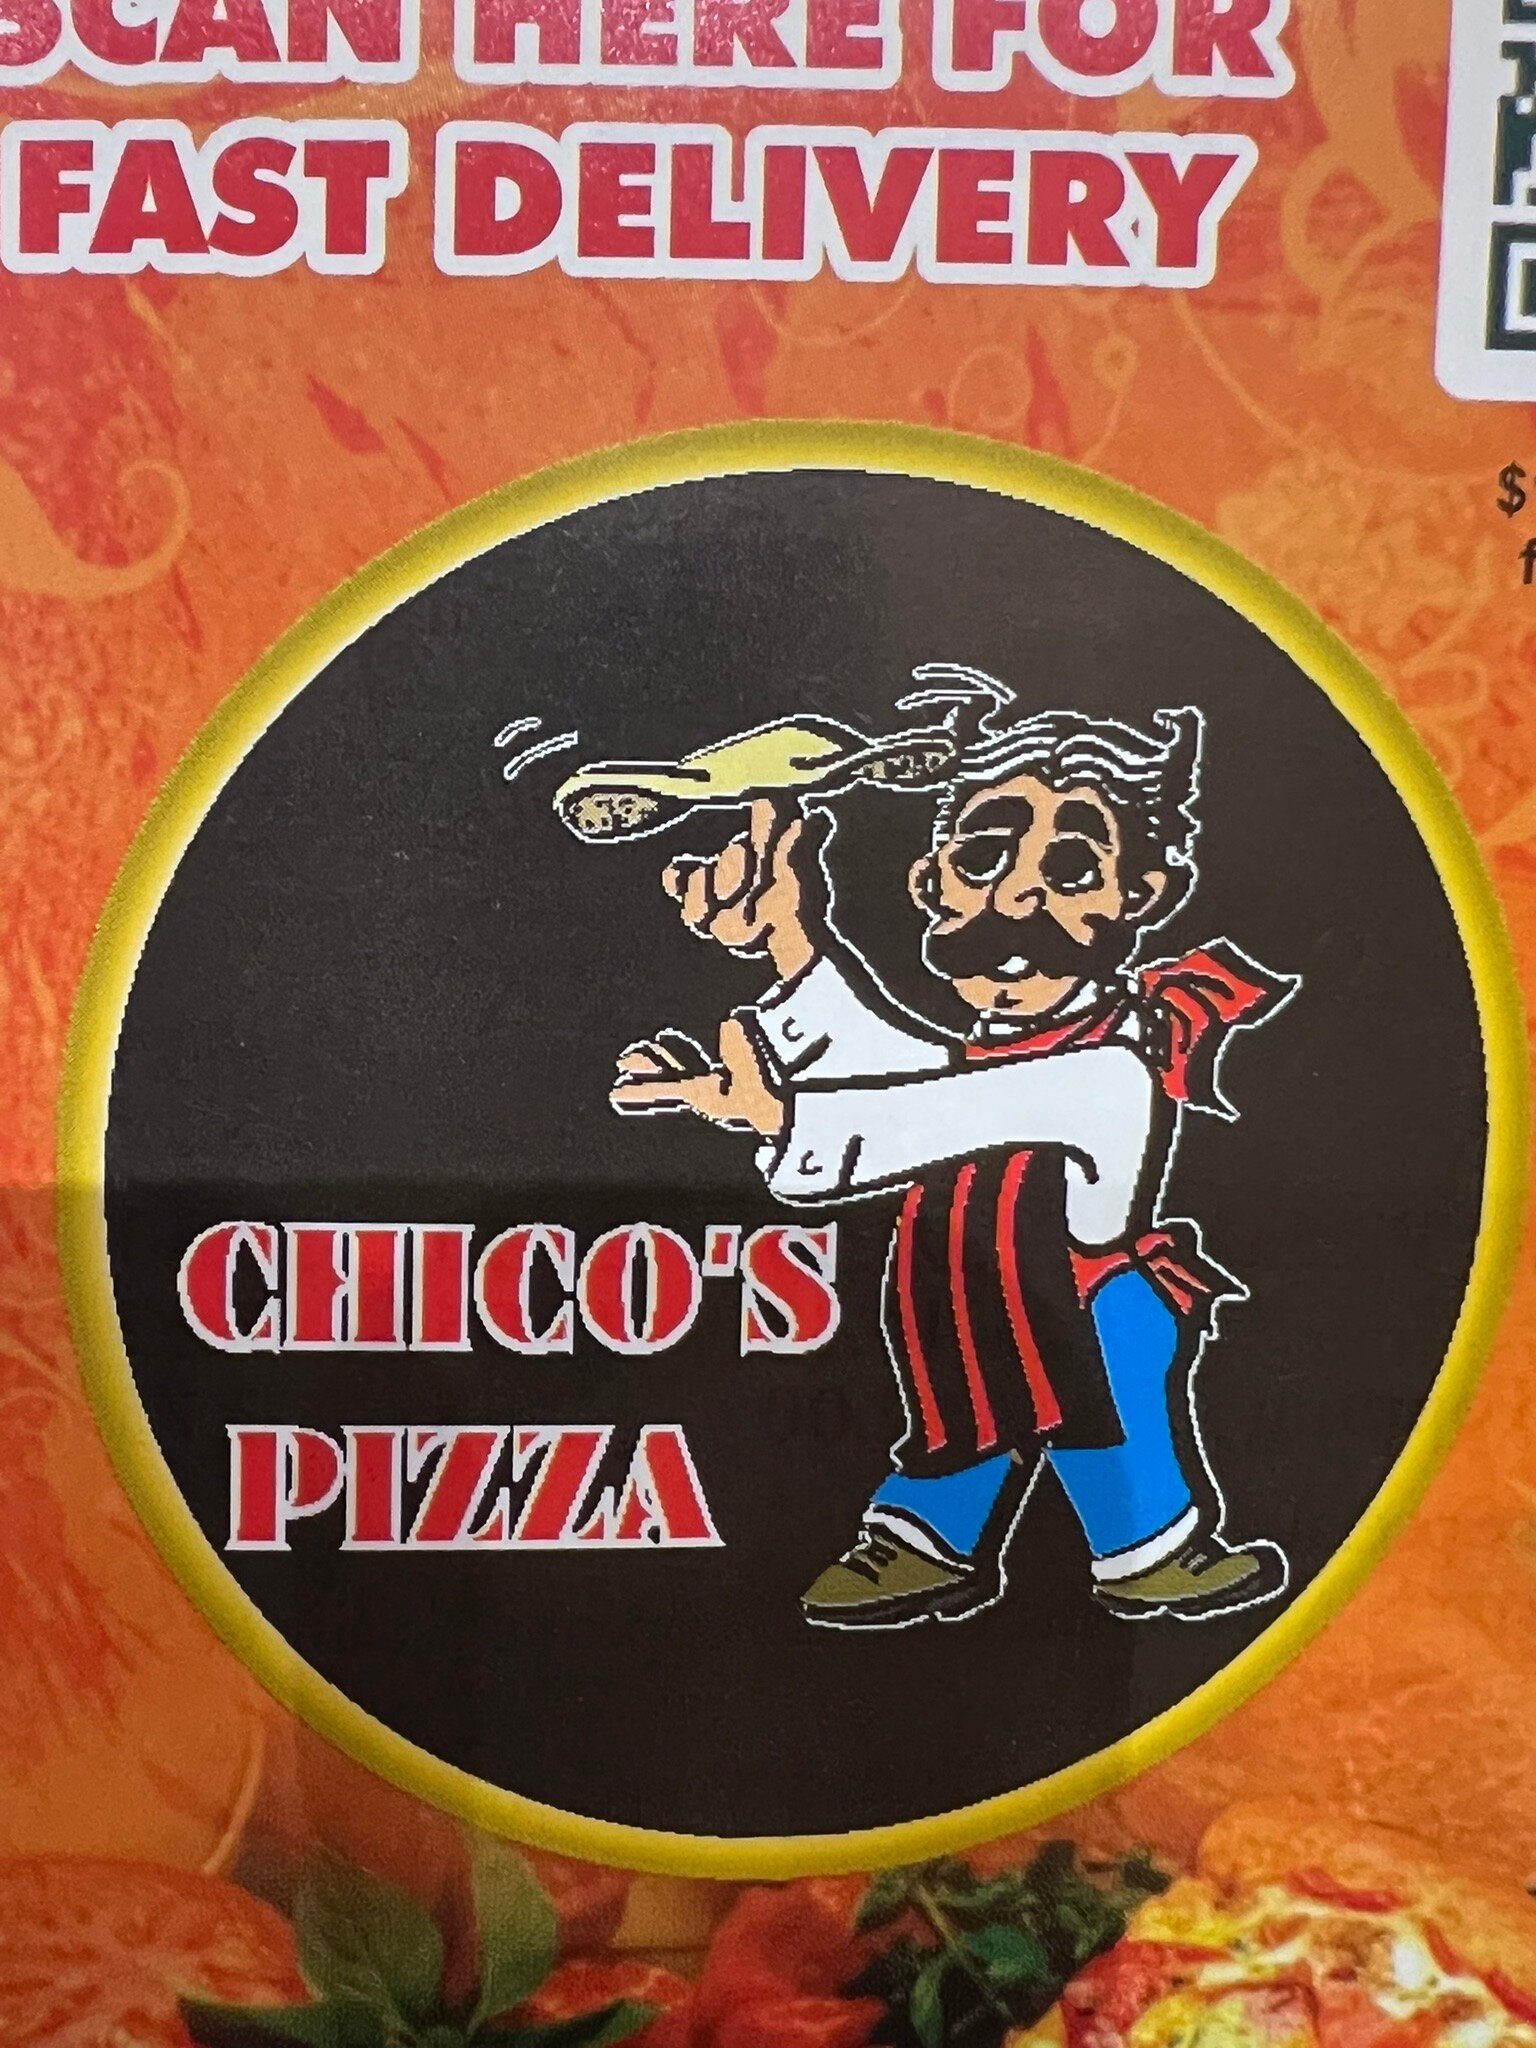 SCAN HERE FOR
FAST DELIVERY
CHICO'S
PIZZA